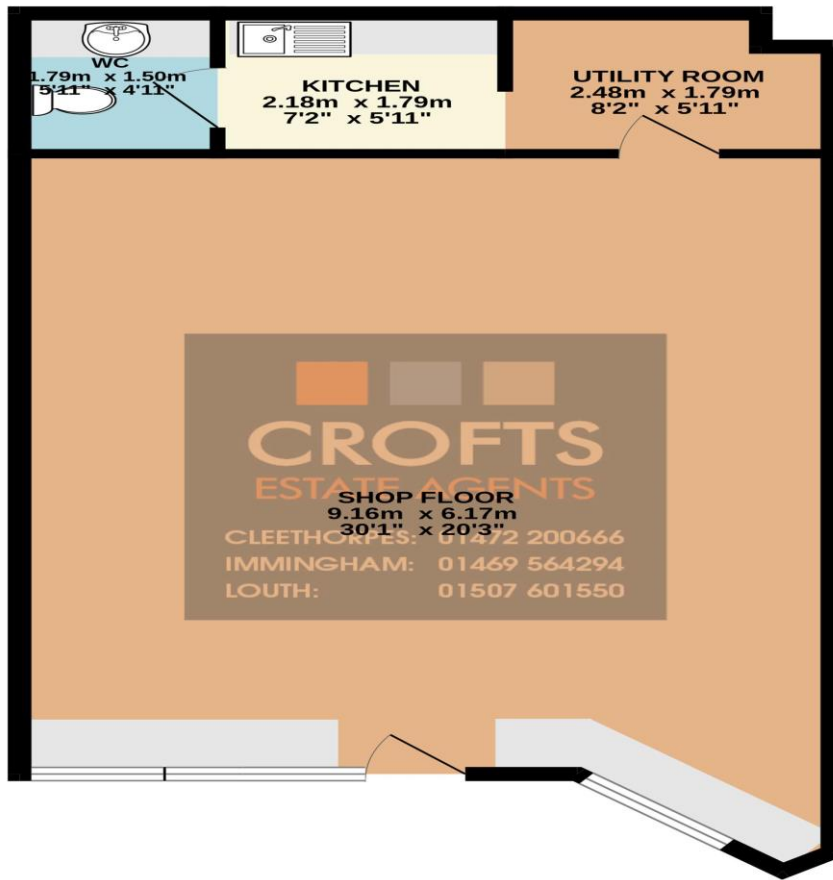 WC
1.79m x 1.50m
5'11" x 4'11"
KITCHEN
2.18m x 1.79m
7'2" x 5'11"
UTILITY ROOM
2.48m x 1.79m
8'2" x 5'11"
CROFTS
ESTATE AGENTS
SHOP FLOOR
9.16m x 6.17m
30'1" x 20'3"
CLEETHORPES: 01472 200666
IMMINGHAM: 01469 564294
LOUTH: 01507 601550